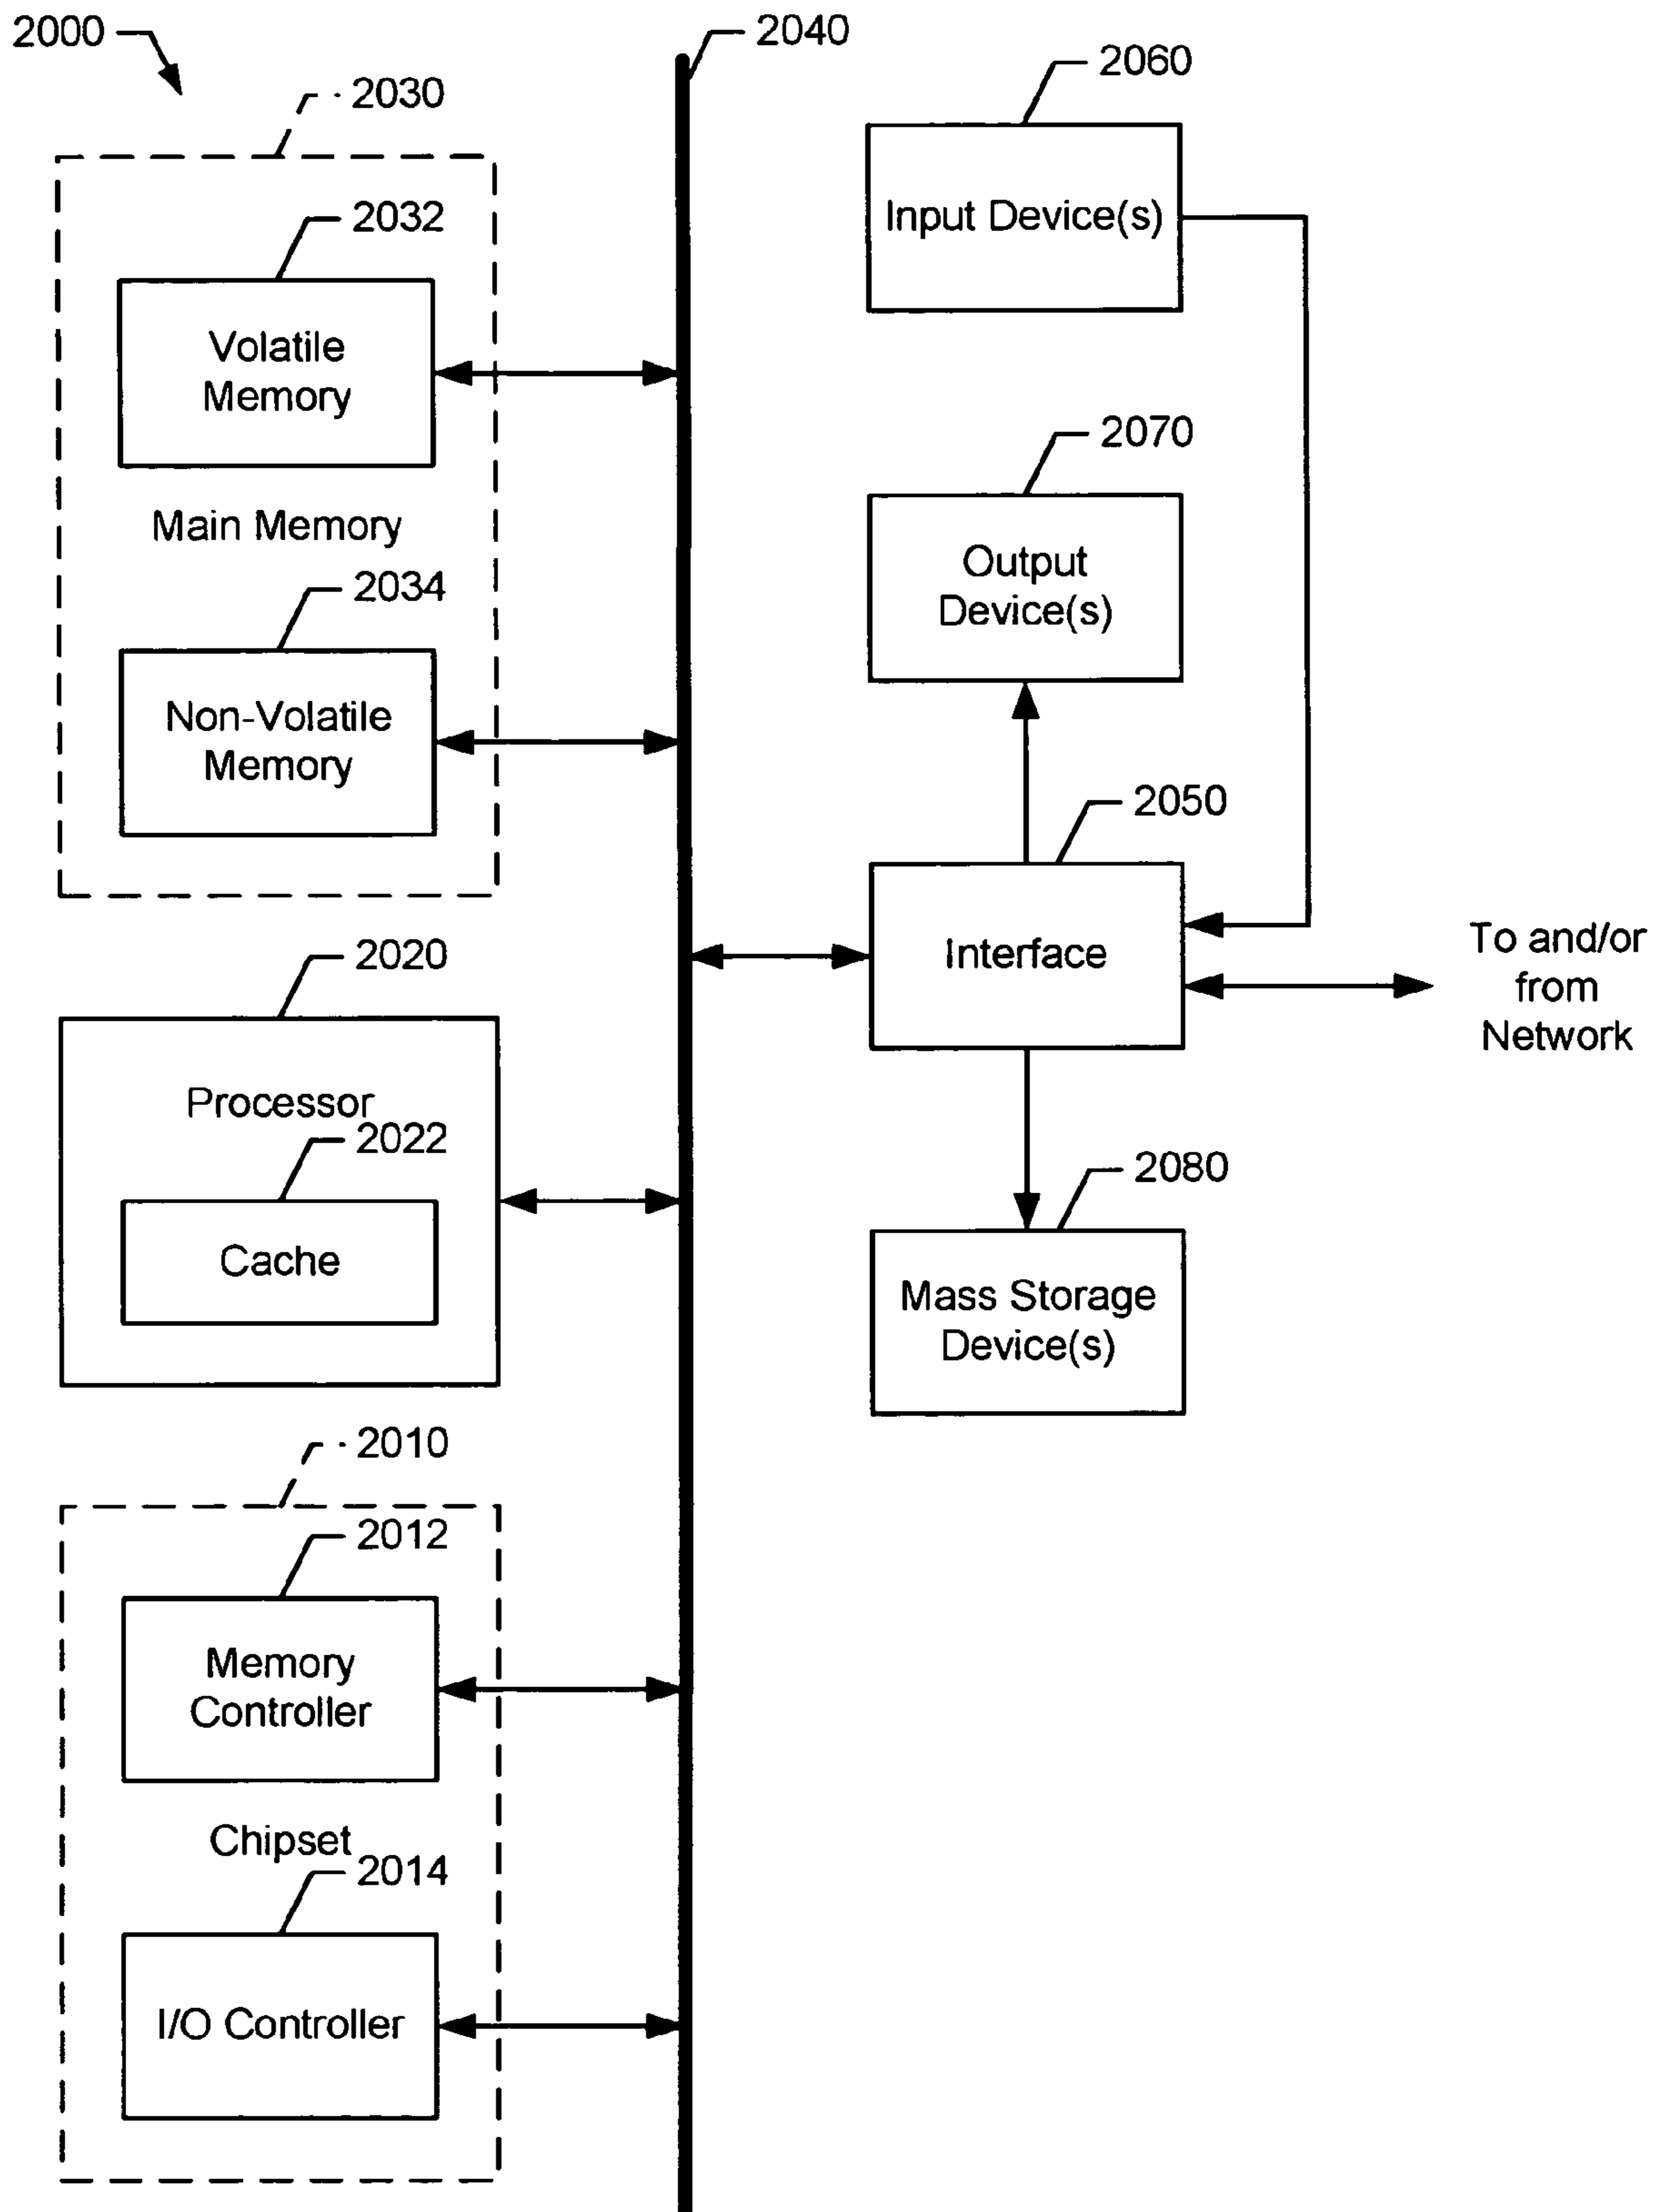 2000
2040
2060
2030
Input Device(s)
2032
Volatile
Memory
2070
Main Memory
Output
Device(s)
2034
Non-Volatile
Memory
2050
Interface
To and/or
from
Network
2020
Processor
2022
Cache
2080
Mass Storage
Device(s)
2010
2012
Memory
Controller
Chipset
2014
I/O Controller